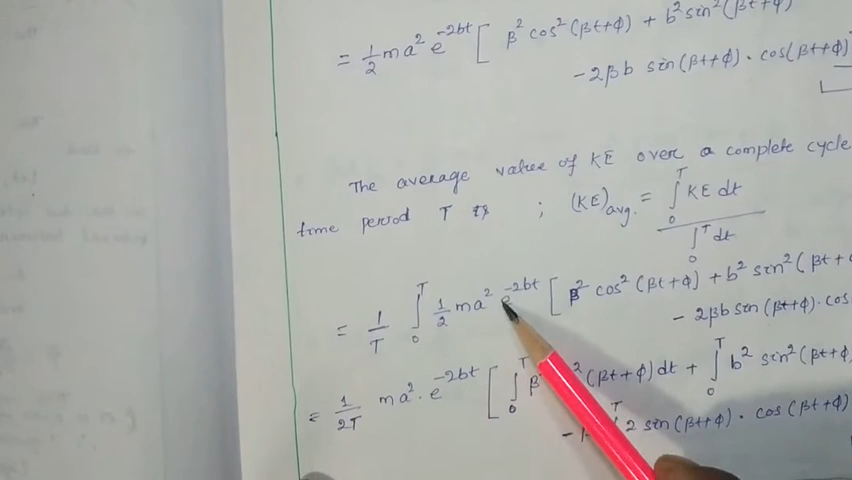 = 1/2 ma² e^-2bt [ β² cos² (βt+ϕ) + b² sin² (βt+ϕ)
- 2βb sin(βt+ϕ) . cos(βt+ϕ)
The average value of KE over a complete cycle
time period T is ; (KE)avg. = ∫₀ᵀ KE dt / ∫₀ᵀ dt
= 1/T ∫₀ᵀ 1/2 ma² e^-2bt [ β² cos² (βt+ϕ) + b² sin² (βt+ϕ
- 2βb sin (βt+ϕ) . cos
= 1/2T ma² . e^-2bt [ ∫₀ᵀ β² (βt+ϕ) dt + ∫₀ᵀ b² sin² (βt+ϕ)
- 2 sin (βt+ϕ) . cos (βt+ϕ)